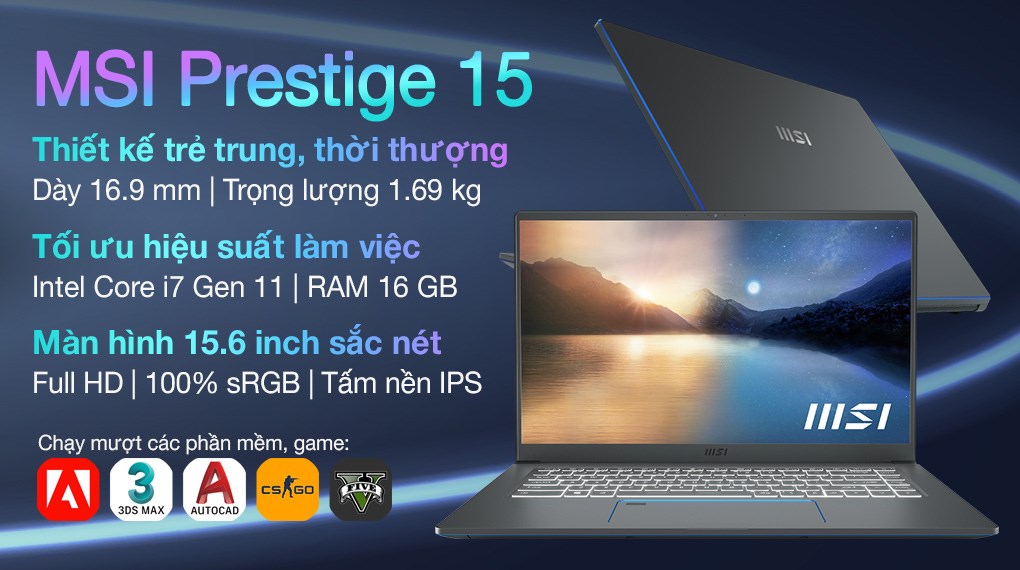 MSI Prestige 15
Thiết kế trẻ trung, thời thượng
Dày 16.9 mm | Trọng lượng 1.69 kg
Tối ưu hiệu suất làm việc
Intel Core i7 Gen 11 | RAM 16 GB
Màn hình 15.6 inch sắc nét
Full HD | 100% sRGB | Tấm nền IPS
Chạy mượt các phần mềm, game:
3
3DS MAX
A
AUTOCAD
CS GO
V
FIVE
msi
msi
msi